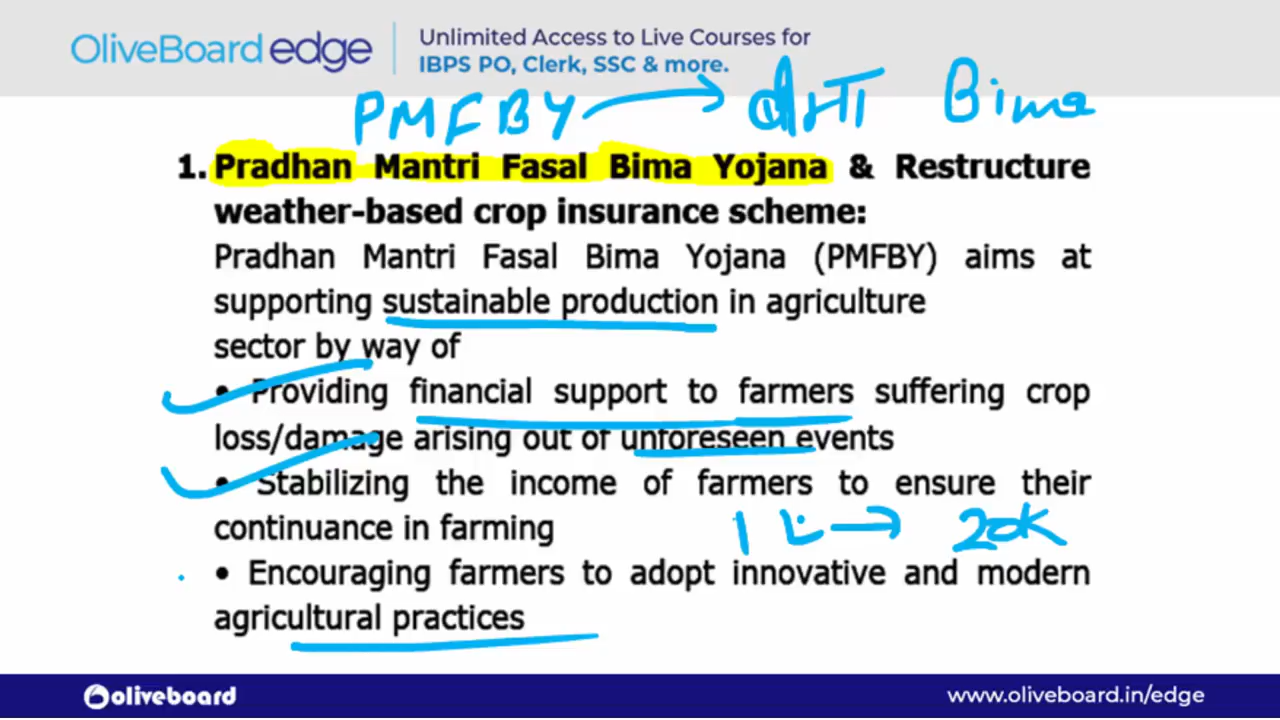 OliveBoard edge
Unlimited Access to Live Courses for
IBPS PO, Clerk, SSC & more.
PMFBY → Bima
1. Pradhan Mantri Fasal Bima Yojana & Restructure
weather-based crop insurance scheme:
Pradhan Mantri Fasal Bima Yojana (PMFBY) aims at
supporting sustainable production in agriculture
sector by way of
• Providing financial support to farmers suffering crop
loss/damage arising out of unforeseen events
• Stabilizing the income of farmers to ensure their
continuance in farming
1 L → 20K
• Encouraging farmers to adopt innovative and modern
agricultural practices
oliveboard
www.oliveboard.in/edge